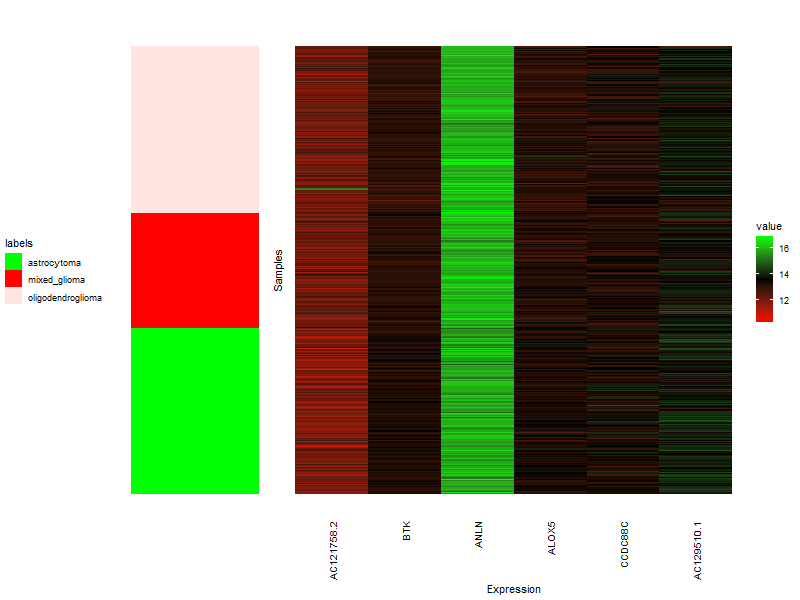 labels
astrocytoma
mixed_glioma
oligodendroglioma
Samples
value
16
14
12
AC121758.2
BTK
ANLN
ALOX5
CCDC88C
AC129510.1
Expression